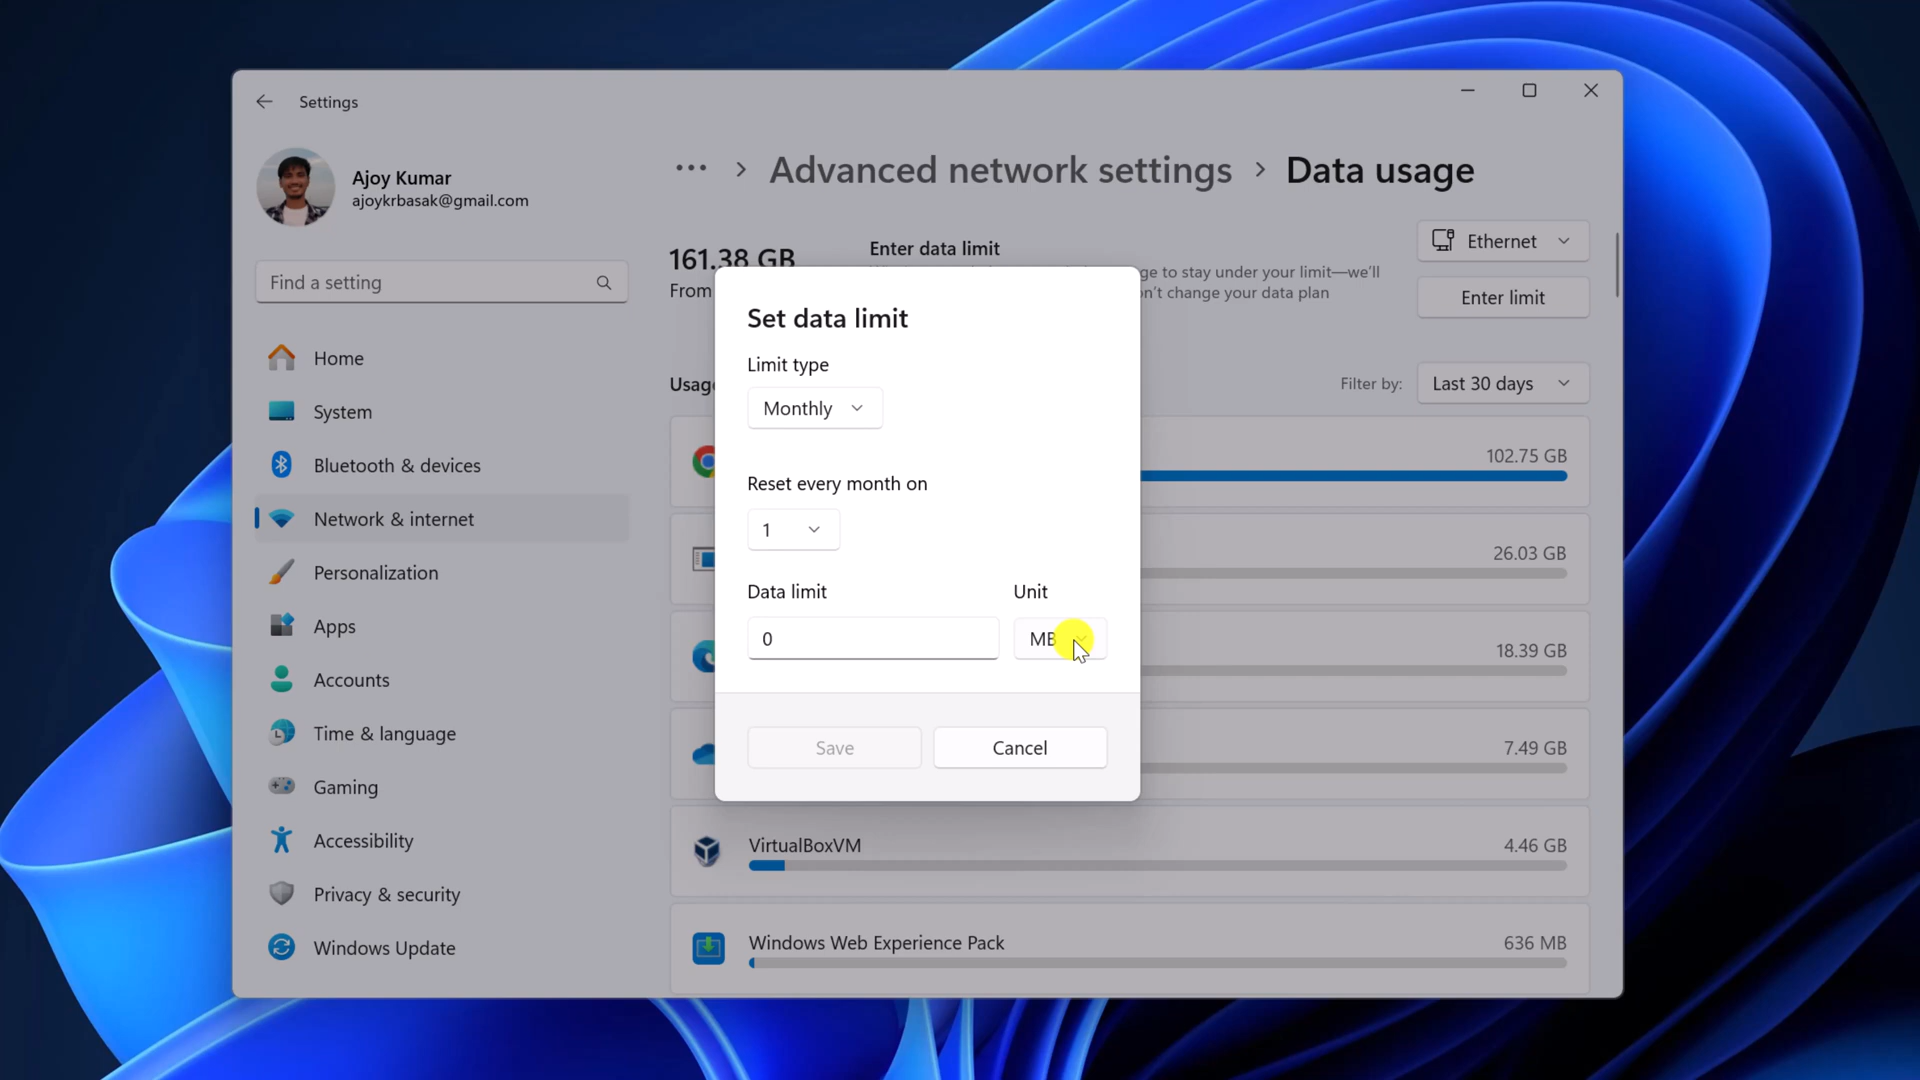 Settings
Ajoy Kumar
ajoykrbasak@gmail.com
Find a setting
Home
System
Bluetooth & devices
Network & internet
Personalization
Apps
Accounts
Time & language
Gaming
Accessibility
Privacy & security
Windows Update
··· > Advanced network settings > Data usage
161.38 GB
From
Enter data limit
ge to stay under your limit—we'll
n't change your data plan
Ethernet
Enter limit
Filter by: Last 30 days
Set data limit
Limit type
Monthly
Reset every month on
1
Data limit Unit
0 MB
Save Cancel
102.75 GB
26.03 GB
18.39 GB
7.49 GB
VirtualBoxVM 4.46 GB
Windows Web Experience Pack 636 MB